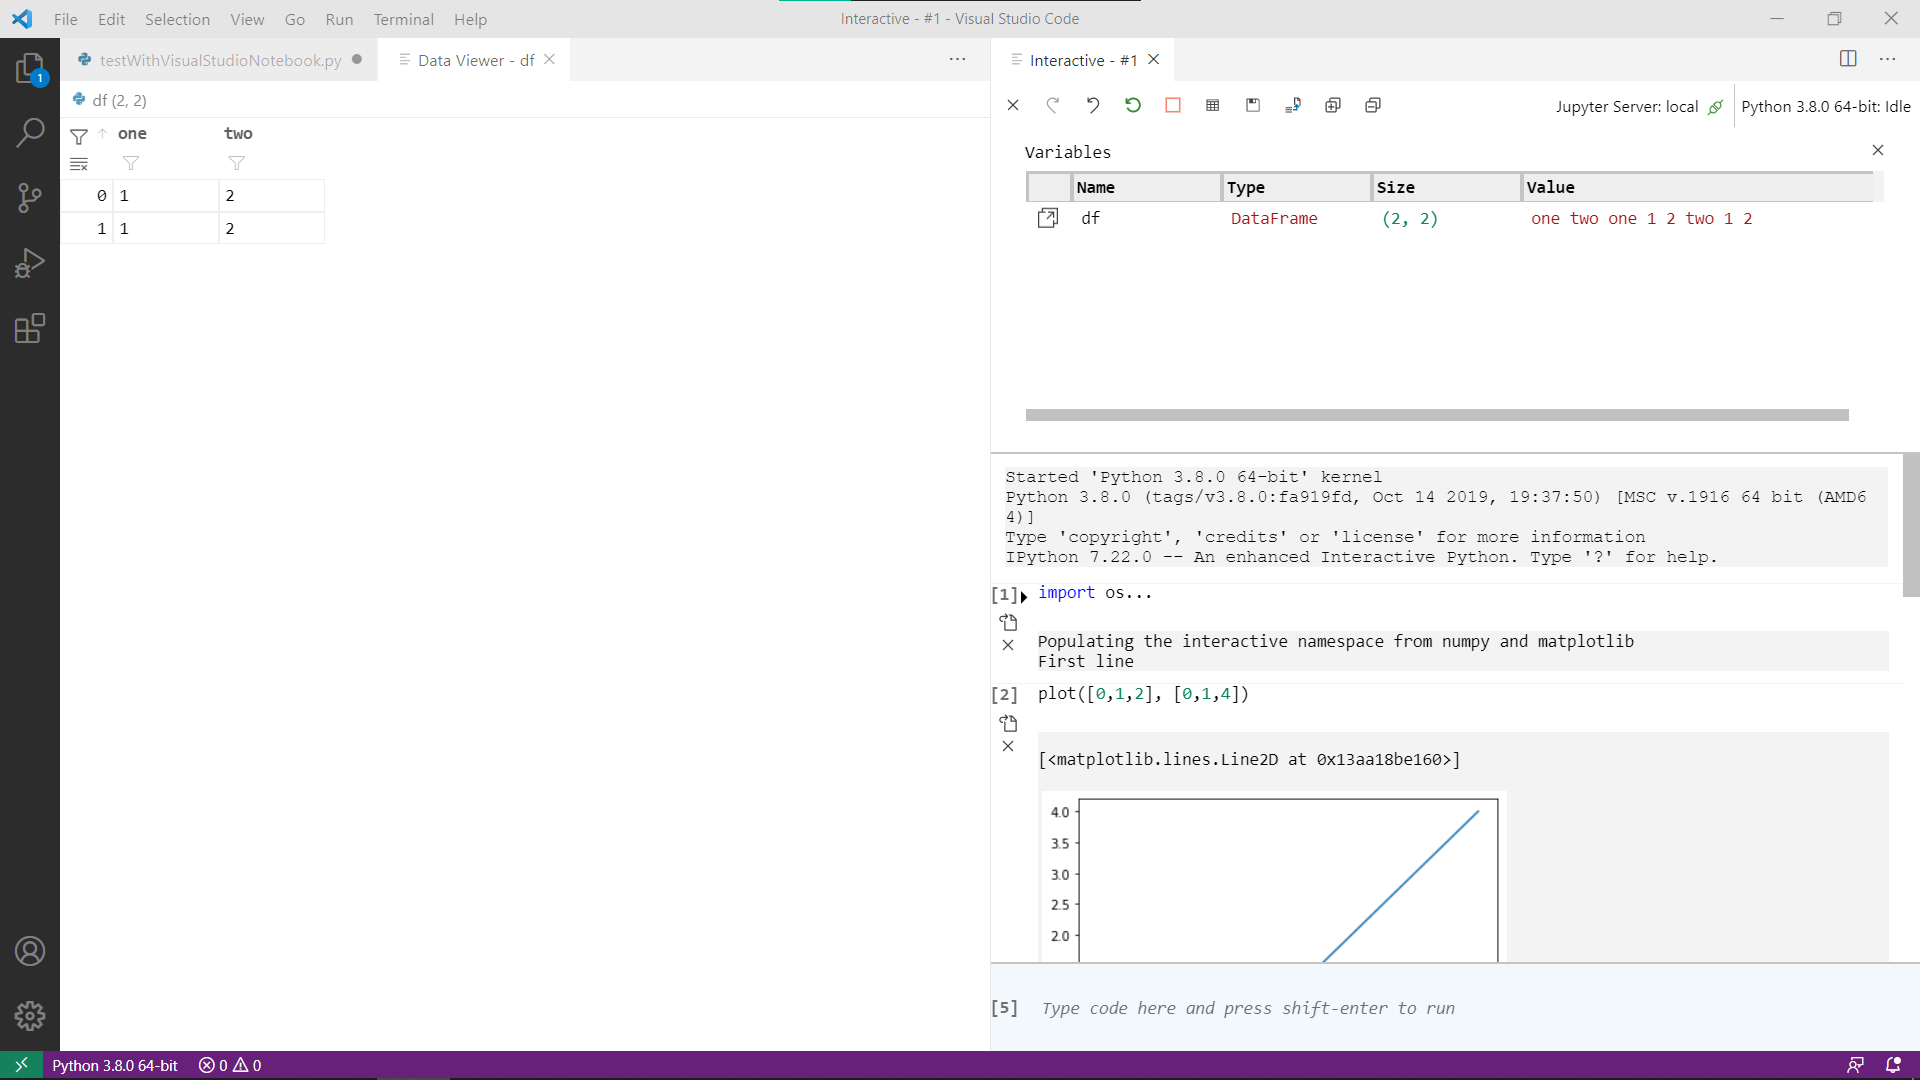 File Edit Selection View Go Run Terminal Help
Interactive - #1 - Visual Studio Code
1
testWithVisualStudioNotebook.py
Data Viewer - df
df (2, 2)
one two
0 1 2
1 1 2
Interactive - #1
Jupyter Server: local
Python 3.8.0 64-bit: Idle
Variables
Name Type Size Value
df DataFrame (2, 2) one two one 1 2 two 1 2
Started 'Python 3.8.0 64-bit' kernel
Python 3.8.0 (tags/v3.8.0:fa919fd, Oct 14 2019, 19:37:50) [MSC v.1916 64 bit (AMD6
4)]
Type 'copyright', 'credits' or 'license' for more information
IPython 7.22.0 -- An enhanced Interactive Python. Type '?' for help.
[1] import os...
Populating the interactive namespace from numpy and matplotlib
First line
[2] plot([0,1,2], [0,1,4])
[<matplotlib.lines.Line2D at 0x13aa18be160>]
4.0
3.5
3.0
2.5
2.0
[5] Type code here and press shift-enter to run
Python 3.8.0 64-bit
0 0